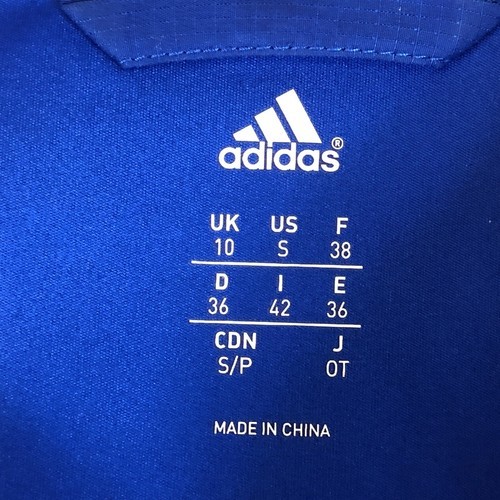 adidas®
UK US F
10 S 38
D I E
36 42 36
CDN J
S/P OT
MADE IN CHINA